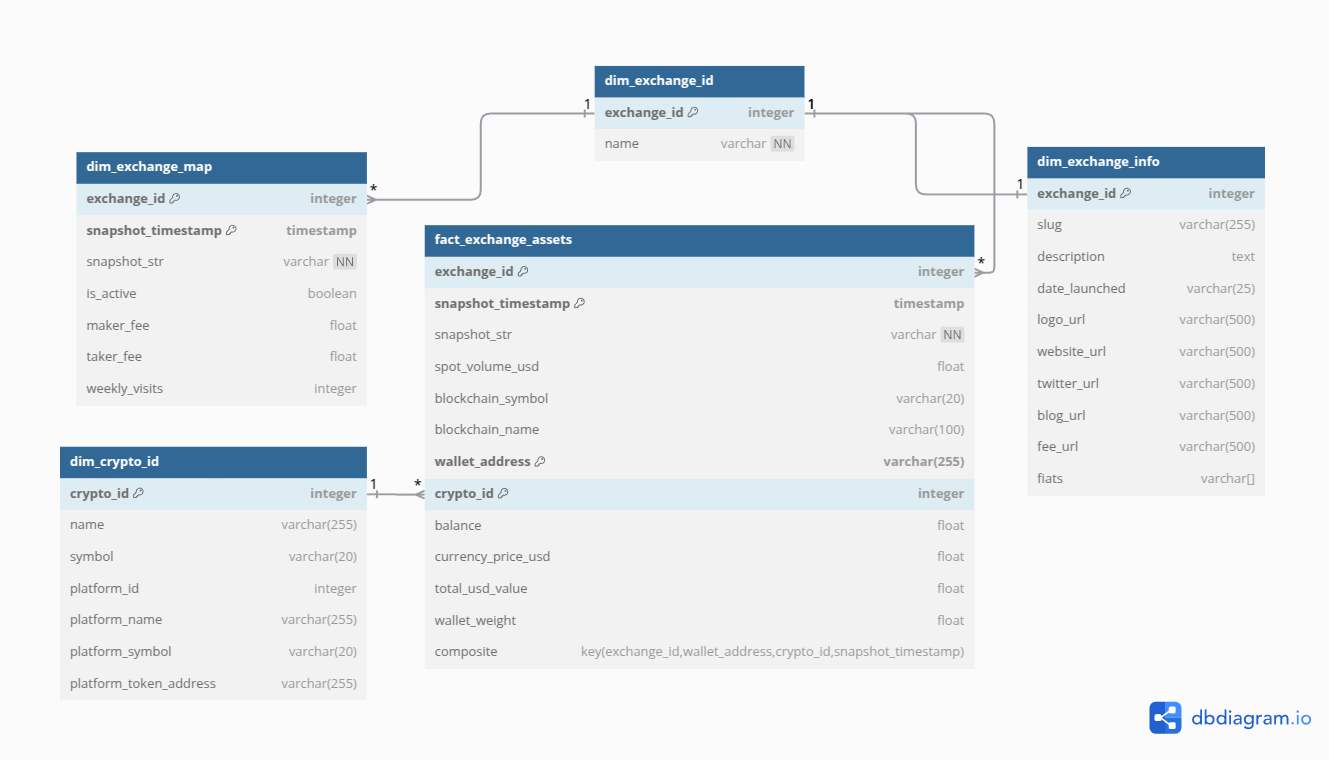 dim_exchange_id
1 exchange_id integer 1
name varchar NN
dim_exchange_map
* exchange_id integer
snapshot_timestamp timestamp
snapshot_str varchar NN
is_active boolean
maker_fee float
taker_fee float
weekly_visits integer
dim_exchange_info
1 exchange_id integer
slug varchar(255)
description text
date_launched varchar(25)
logo_url varchar(500)
website_url varchar(500)
twitter_url varchar(500)
blog_url varchar(500)
fee_url varchar(500)
fiats varchar[]
fact_exchange_assets
exchange_id integer *
snapshot_timestamp timestamp
snapshot_str varchar NN
spot_volume_usd float
blockchain_symbol varchar(20)
blockchain_name varchar(100)
wallet_address varchar(255)
* crypto_id integer
balance float
currency_price_usd float
total_usd_value float
wallet_weight float
composite key(exchange_id,wallet_address,crypto_id,snapshot_timestamp)
dim_crypto_id
crypto_id integer 1
name varchar(255)
symbol varchar(20)
platform_id integer
platform_name varchar(255)
platform_symbol varchar(20)
platform_token_address varchar(255)
dbdiagram.io